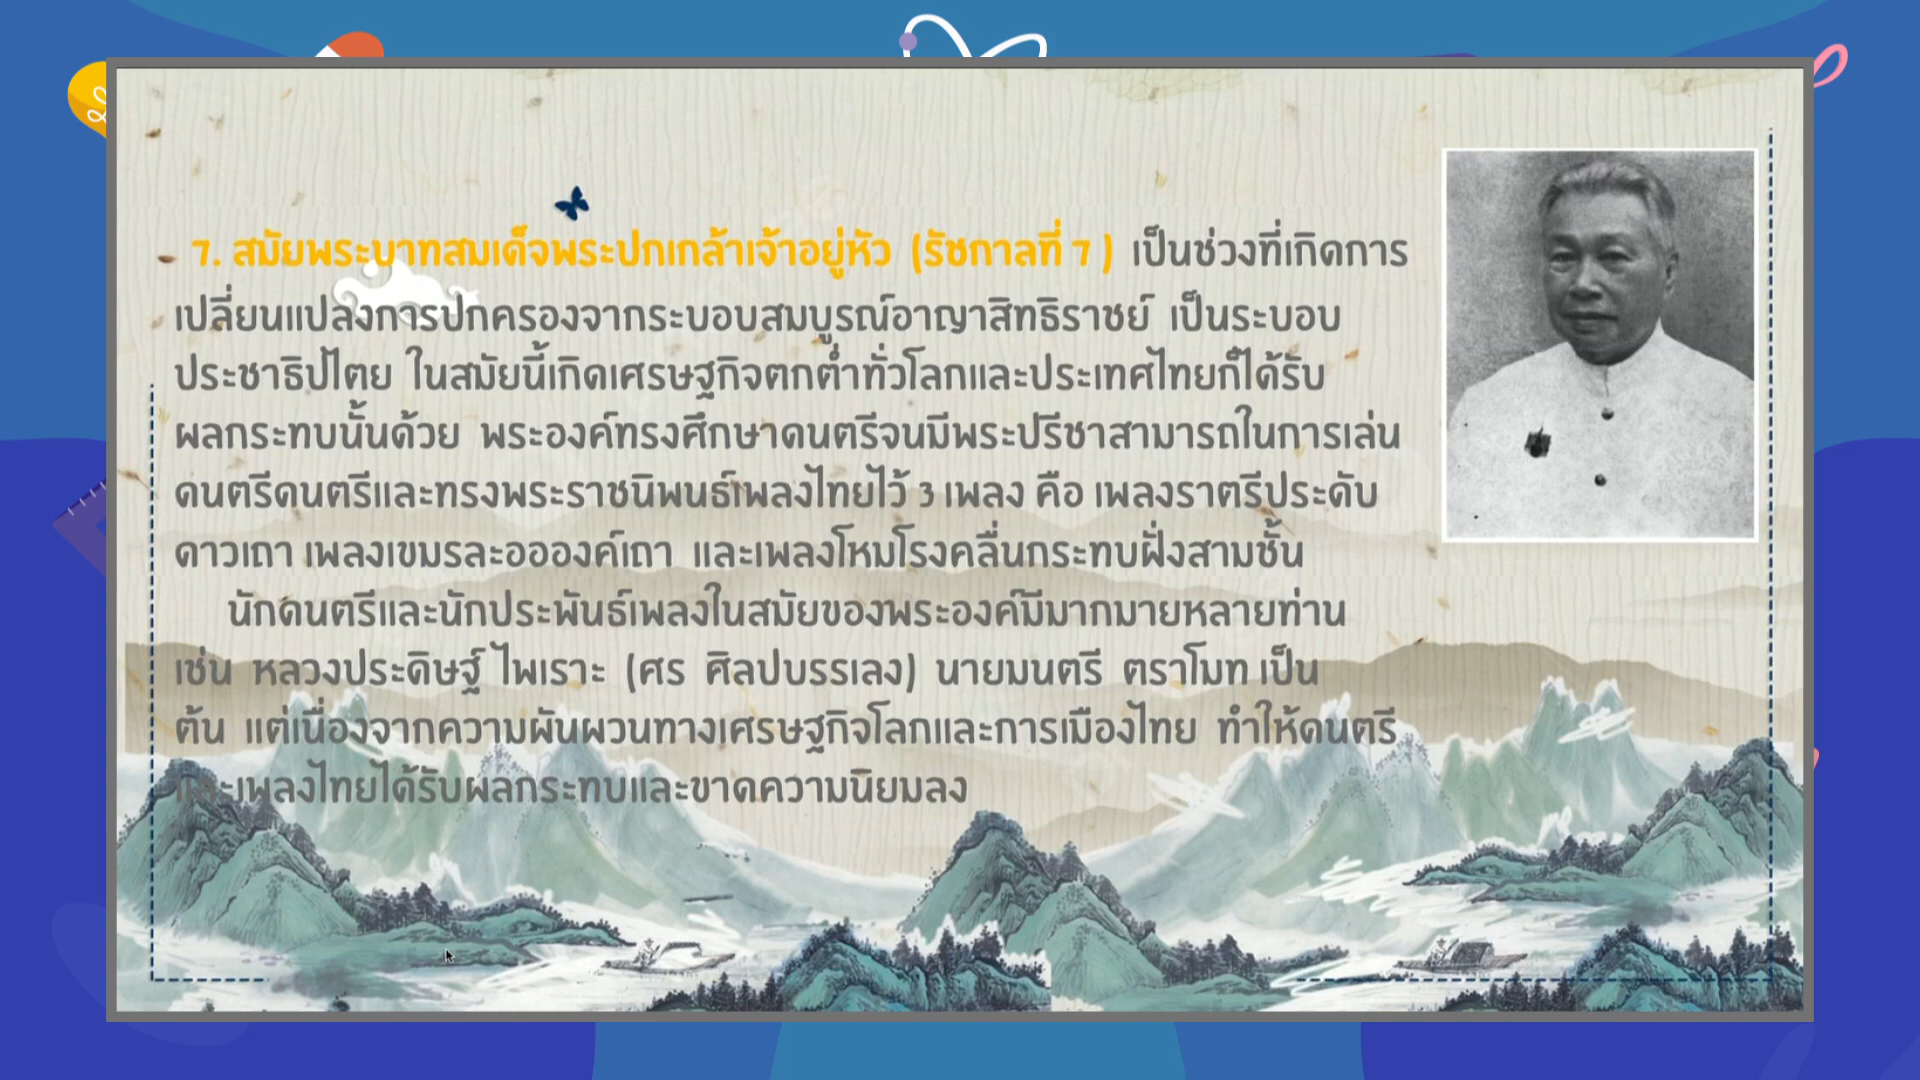 7. สมัยพระบาทสมเด็จพระปกเกล้าเจ้าอยู่หัว (รัชกาลที่ 7 ) เป็นช่วงที่เกิดการ
เปลี่ยนแปลงการปกครองจากระบอบสมบูรณ์อาญาสิทธิราชย์ เป็นระบอบ
ประชาธิปไตย ในสมัยนี้เกิดเศรษฐกิจตกต่ำทั่วโลกและประเทศไทยก็ได้รับ
ผลกระทบนั้นด้วย พระองค์ทรงศึกษาดนตรีจนมีพระปรีชาสามารถในการเล่น
ดนตรีดนตรีและทรงพระราชนิพนธ์เพลงไทยไว้ 3 เพลง คือ เพลงราตรีประดับ
ดาวเถา เพลงเขมรละออองค์เถา และเพลงโหมโรงคลื่นกระทบฝั่งสามชั้น
นักดนตรีและนักประพันธ์เพลงในสมัยของพระองค์มีมากมายหลายท่าน
เช่น หลวงประดิษฐ์ ไพเราะ (ศร ศิลปบรรเลง) นายมนตรี ตราโมท เป็น
ต้น แต่เนื่องจากความผันผวนทางเศรษฐกิจโลกและการเมืองไทย ทำให้ดนตรี
และเพลงไทยได้รับผลกระทบและขาดความนิยมลง